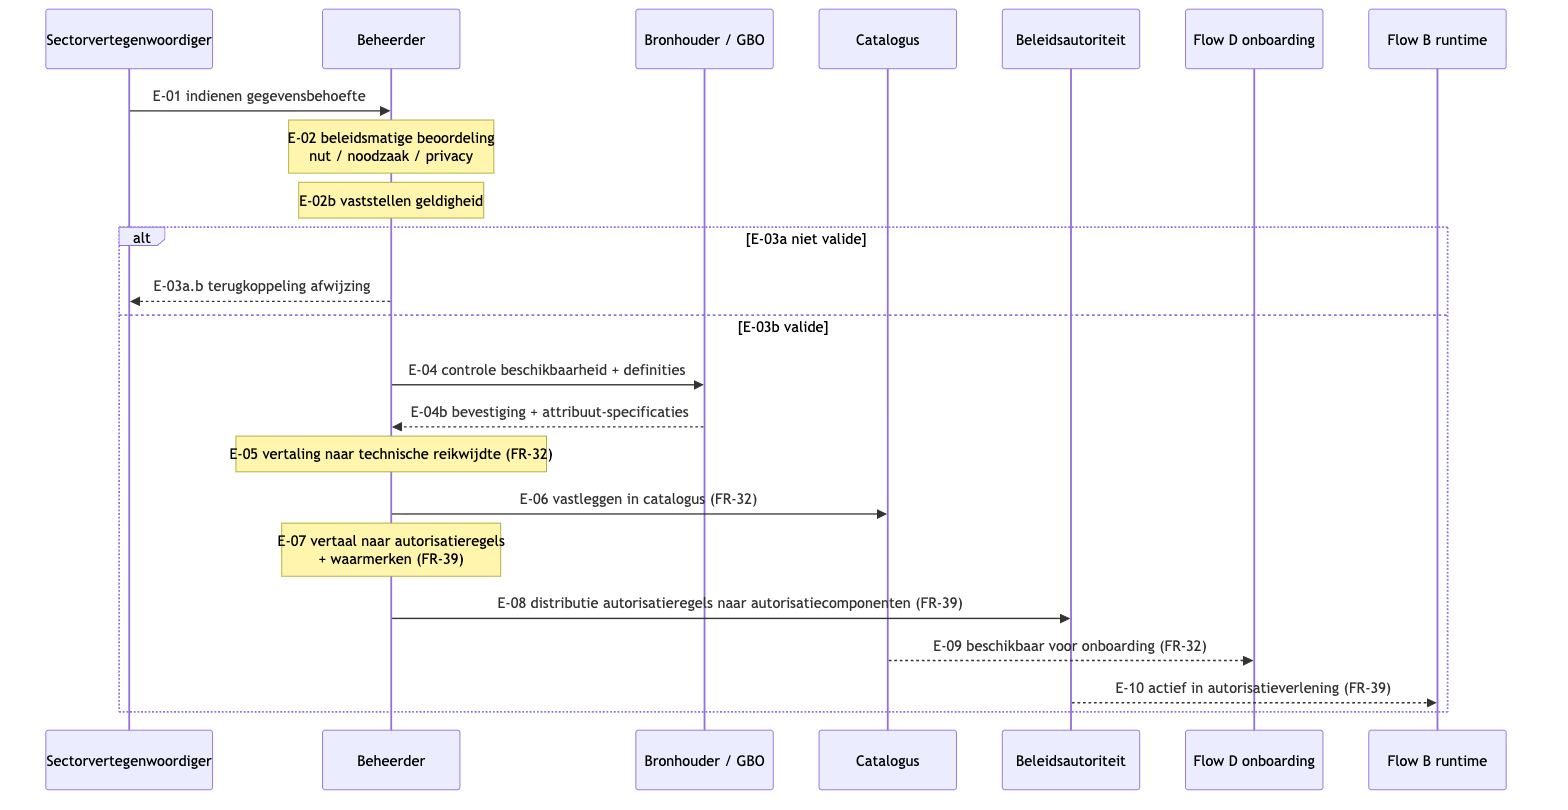 Sectorvertegenwoordiger
Beheerder
Bronhouder / GBO
Catalogus
Beleidsautoriteit
Flow D onboarding
Flow B runtime
E-01 indienen gegevensbehoefte
E-02 beleidsmatige beoordeling
nut / noodzaak / privacy
E-02b vaststellen geldigheid
alt
[E-03a niet valide]
E-03a.b terugkoppeling afwijzing
[E-03b valide]
E-04 controle beschikbaarheid + definities
E-04b bevestiging + attribuut-specificaties
E-05 vertaling naar technische reikwijdte (FR-32)
E-06 vastleggen in catalogus (FR-32)
E-07 vertaal naar autorisatieregels
+ waarmerken (FR-39)
E-08 distributie autorisatieregels naar autorisatiecomponenten (FR-39)
E-09 beschikbaar voor onboarding (FR-32)
E-10 actief in autorisatieverlening (FR-39)
Sectorvertegenwoordiger
Beheerder
Bronhouder / GBO
Catalogus
Beleidsautoriteit
Flow D onboarding
Flow B runtime